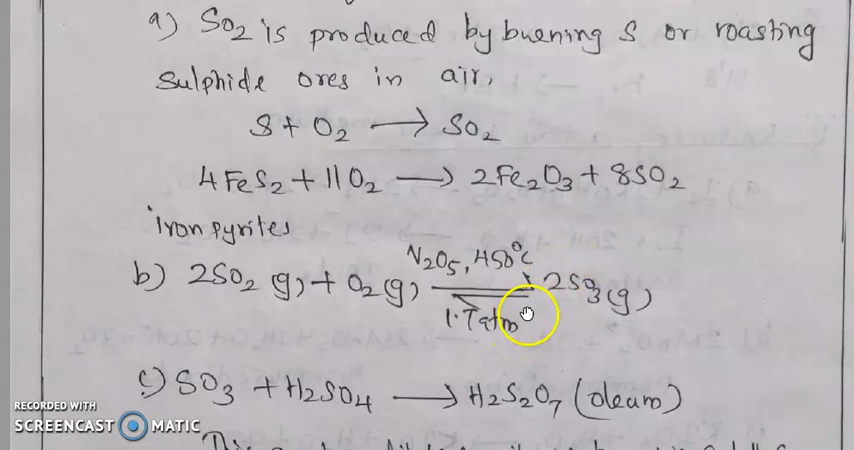 a) SO2 is produced by burning S or roasting
sulphide ores in air,
S + O2 → SO2
4FeS2 + 11O2 → 2Fe2O3 + 8SO2
iron pyrites
V2O5, 450°C
b) 2SO2 (g) + O2 (g) ⇌ 2SO3 (g)
1.7 atm
c) SO3 + H2SO4 → H2S2O7 (oleum)
RECORDED WITH
SCREENCAST MATIC